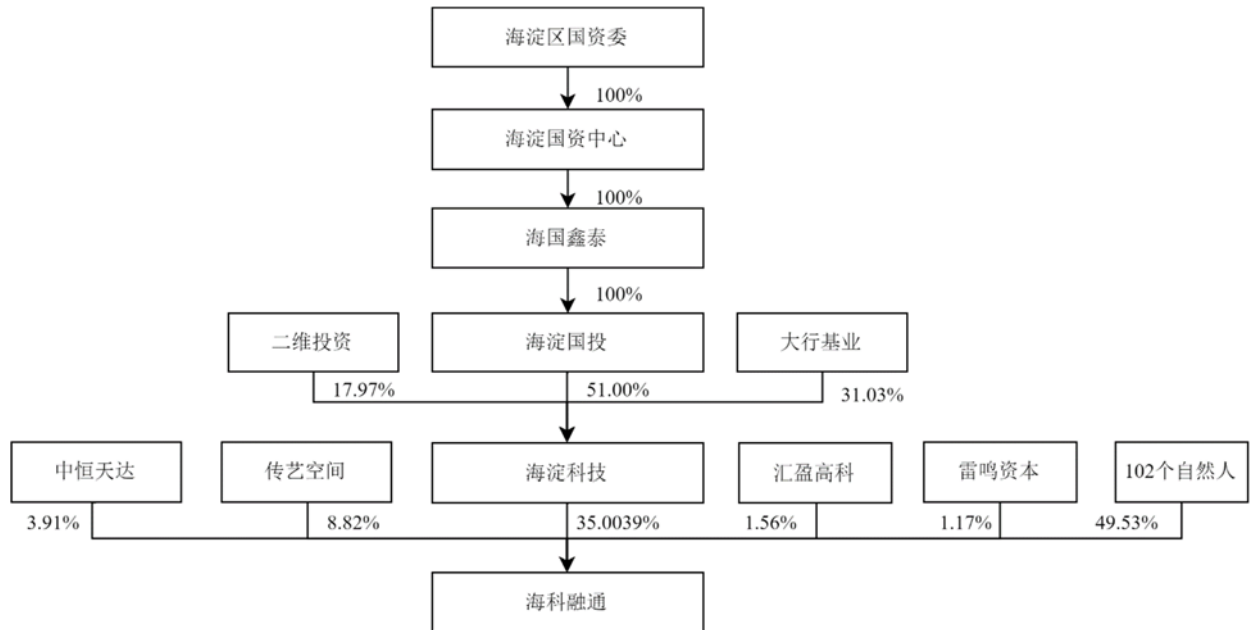 海淀区国资委
100%
海淀国资中心
100%
海国鑫泰
100%
二维投资
海淀国投
大行基业
17.97%
51.00%
31.03%
中恒天达
传艺空间
海淀科技
汇盈高科
雷鸣资本
102个自然人
3.91%
8.82%
35.0039%
1.56%
1.17%
49.53%
海科融通